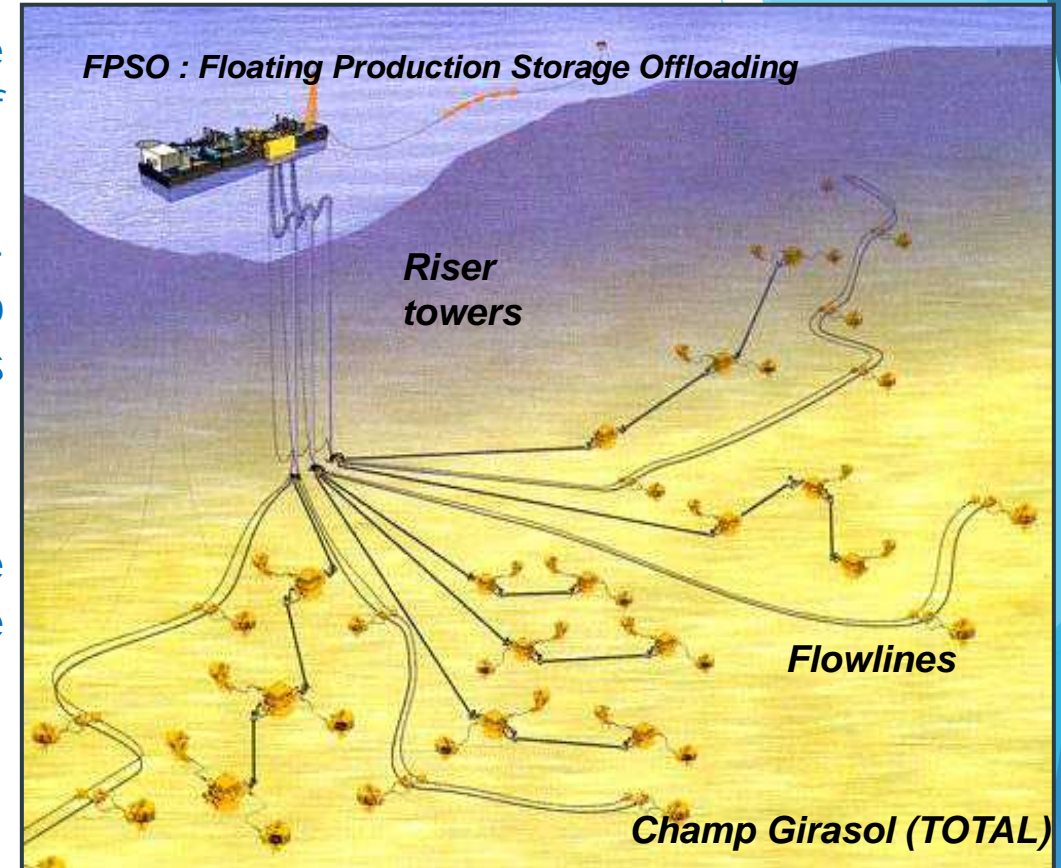 FPSO : Floating Production Storage Offloading
Riser
towers
Flowlines
Champ Girasol (TOTAL)